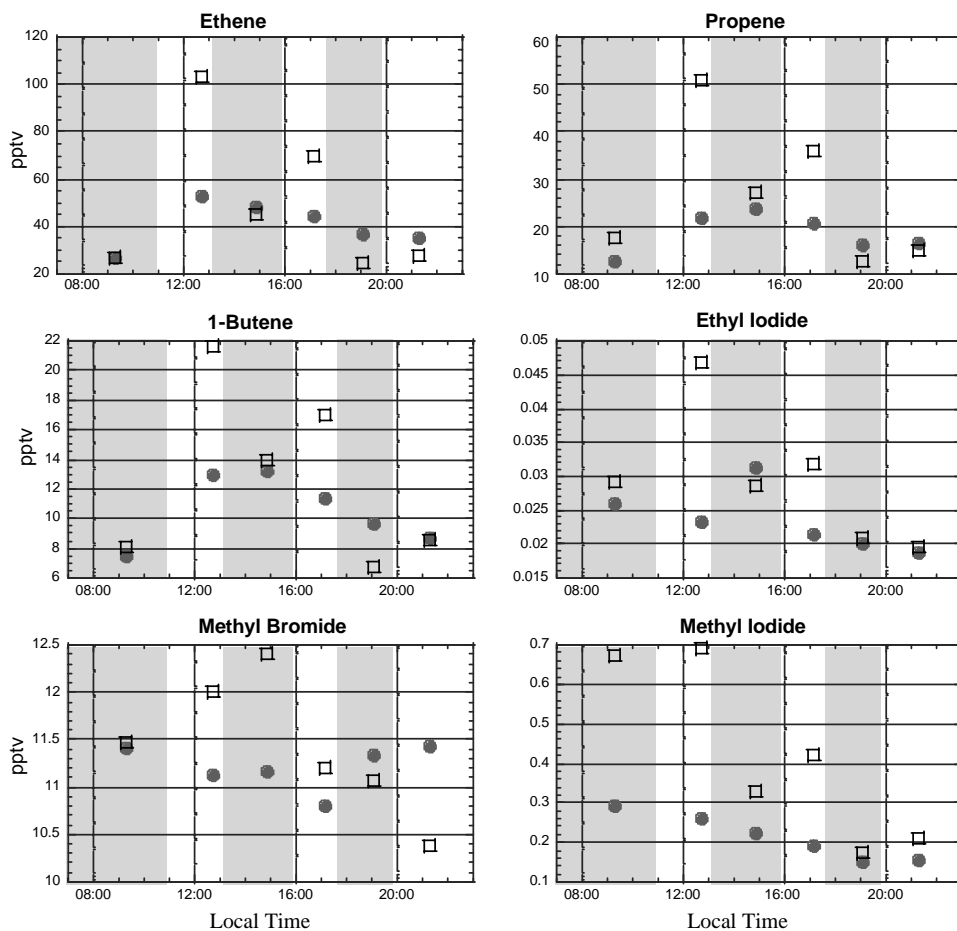 Ethene
120
100
80
60
40
20
pptv
08:00 12:00 16:00 20:00
Propene
60
50
40
30
20
10
08:00 12:00 16:00 20:00
1-Butene
22
20
18
16
14
12
10
8
6
pptv
08:00 12:00 16:00 20:00
Ethyl Iodide
0.05
0.045
0.04
0.035
0.03
0.025
0.02
0.015
08:00 12:00 16:00 20:00
Methyl Bromide
12.5
12
11.5
11
10.5
10
pptv
08:00 12:00 16:00 20:00
Local Time
Methyl Iodide
0.7
0.6
0.5
0.4
0.3
0.2
0.1
08:00 12:00 16:00 20:00
Local Time